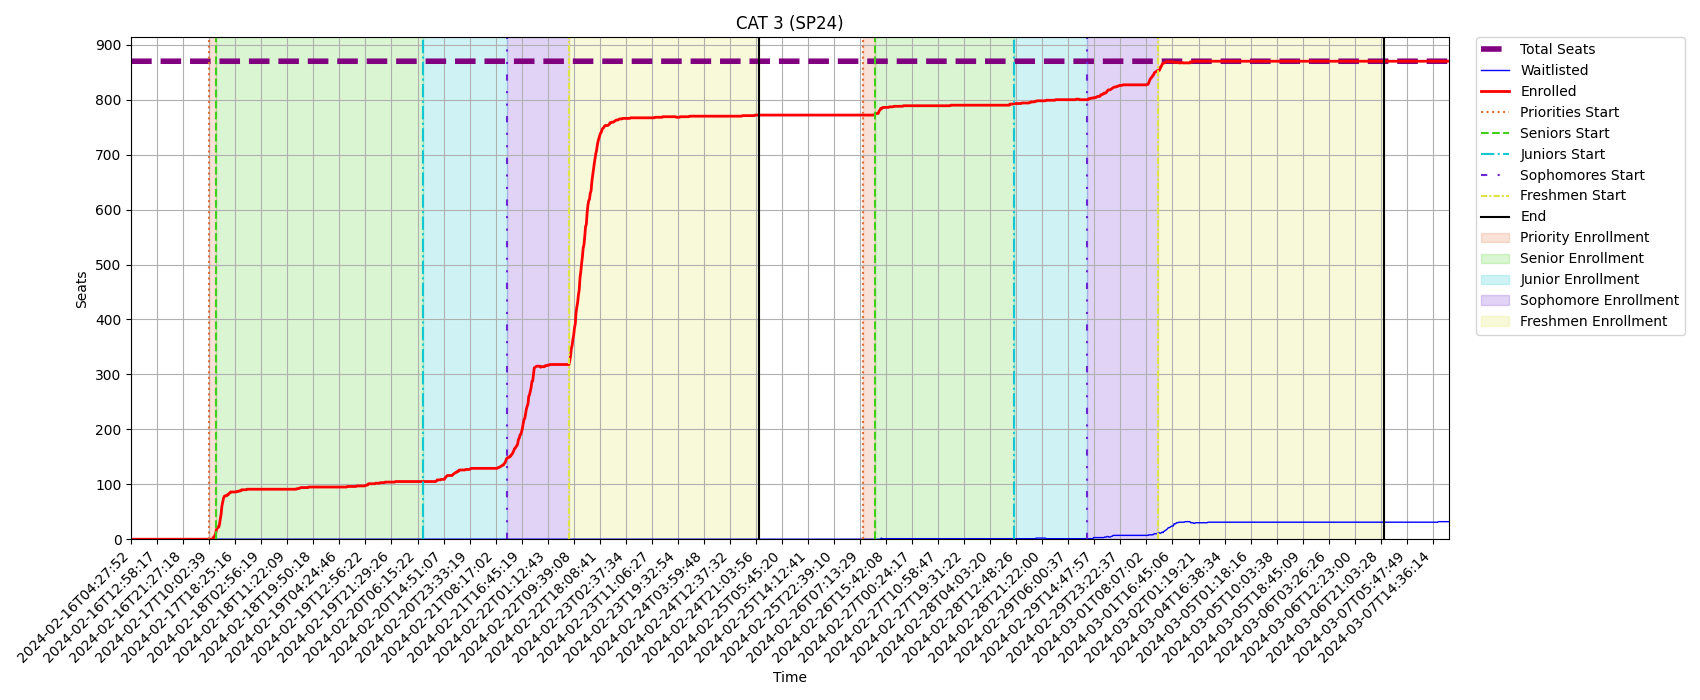 CAT 3 (SP24)
Seats
900
800
700
600
500
400
300
200
100
0
2024-02-16T04:27:52
2024-02-16T12:58:17
2024-02-16T21:27:18
2024-02-17T10:02:39
2024-02-17T18:25:16
2024-02-18T02:56:19
2024-02-18T11:22:09
2024-02-18T19:50:18
2024-02-19T04:24:46
2024-02-19T12:56:22
2024-02-19T21:29:26
2024-02-20T06:15:22
2024-02-20T14:51:07
2024-02-20T23:33:19
2024-02-21T08:17:02
2024-02-21T16:45:19
2024-02-22T01:12:43
2024-02-22T09:39:08
2024-02-22T18:08:41
2024-02-23T02:37:34
2024-02-23T11:06:27
2024-02-23T19:32:54
2024-02-24T03:59:48
2024-02-24T12:37:32
2024-02-24T21:03:56
2024-02-25T05:45:20
2024-02-25T14:12:41
2024-02-25T22:39:10
2024-02-26T07:13:29
2024-02-26T15:42:08
2024-02-27T00:24:17
2024-02-27T10:58:47
2024-02-27T19:31:22
2024-02-28T04:03:20
2024-02-28T12:48:26
2024-02-28T21:22:00
2024-02-29T06:00:37
2024-02-29T14:47:57
2024-02-29T23:22:37
2024-03-01T08:07:02
2024-03-01T16:45:06
2024-03-02T01:19:21
2024-03-04T16:38:34
2024-03-05T01:18:16
2024-03-05T10:03:38
2024-03-05T18:45:09
2024-03-06T03:26:26
2024-03-06T12:23:00
2024-03-06T21:03:28
2024-03-07T05:47:49
2024-03-07T14:36:14
Time
Total Seats
Waitlisted
Enrolled
Priorities Start
Seniors Start
Juniors Start
Sophomores Start
Freshmen Start
End
Priority Enrollment
Senior Enrollment
Junior Enrollment
Sophomore Enrollment
Freshmen Enrollment